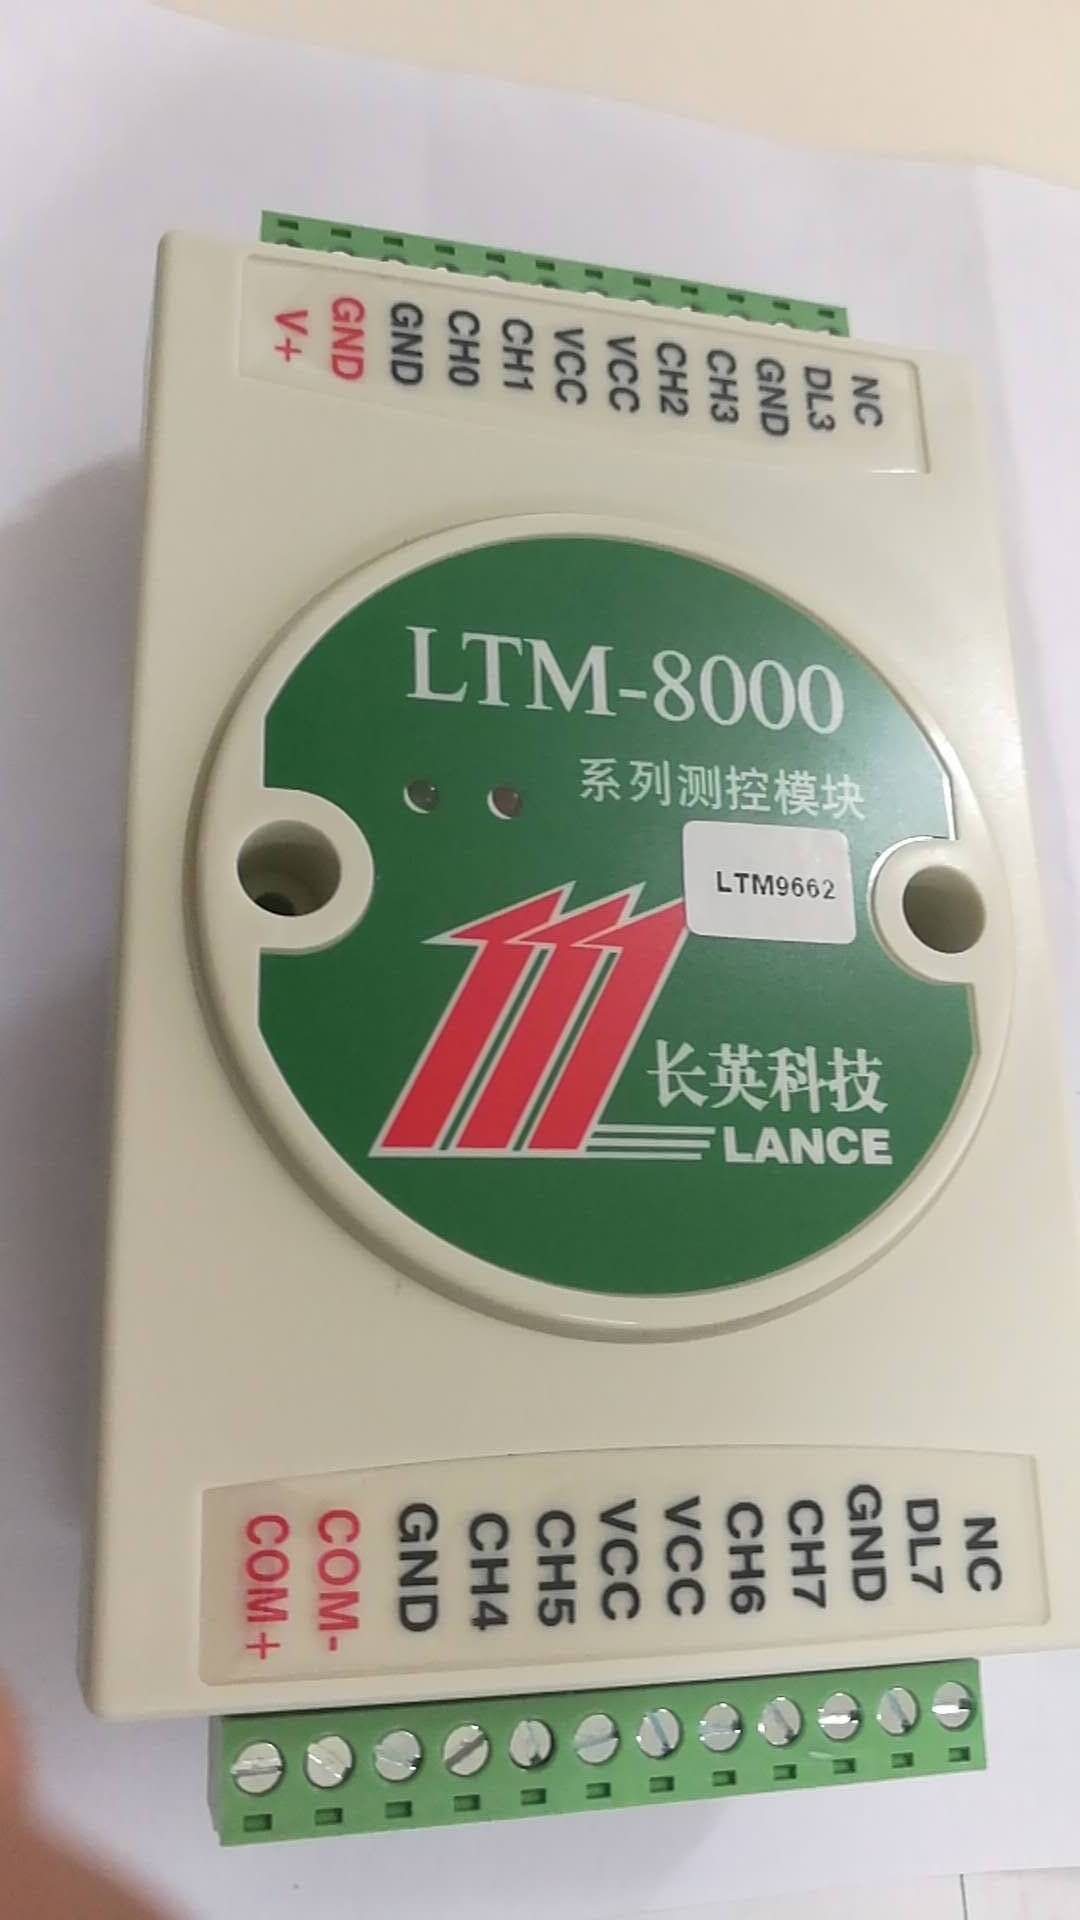 V+
GND
GND
CH0
CH1
VCC
VCC
CH2
CH3
GND
DL3
NC
LTM-8000
系列测控模块
LTM9662
长英科技
LANCE
COM+
COM-
GND
CH4
CH5
VCC
VCC
CH6
CH7
GND
DL7
NC